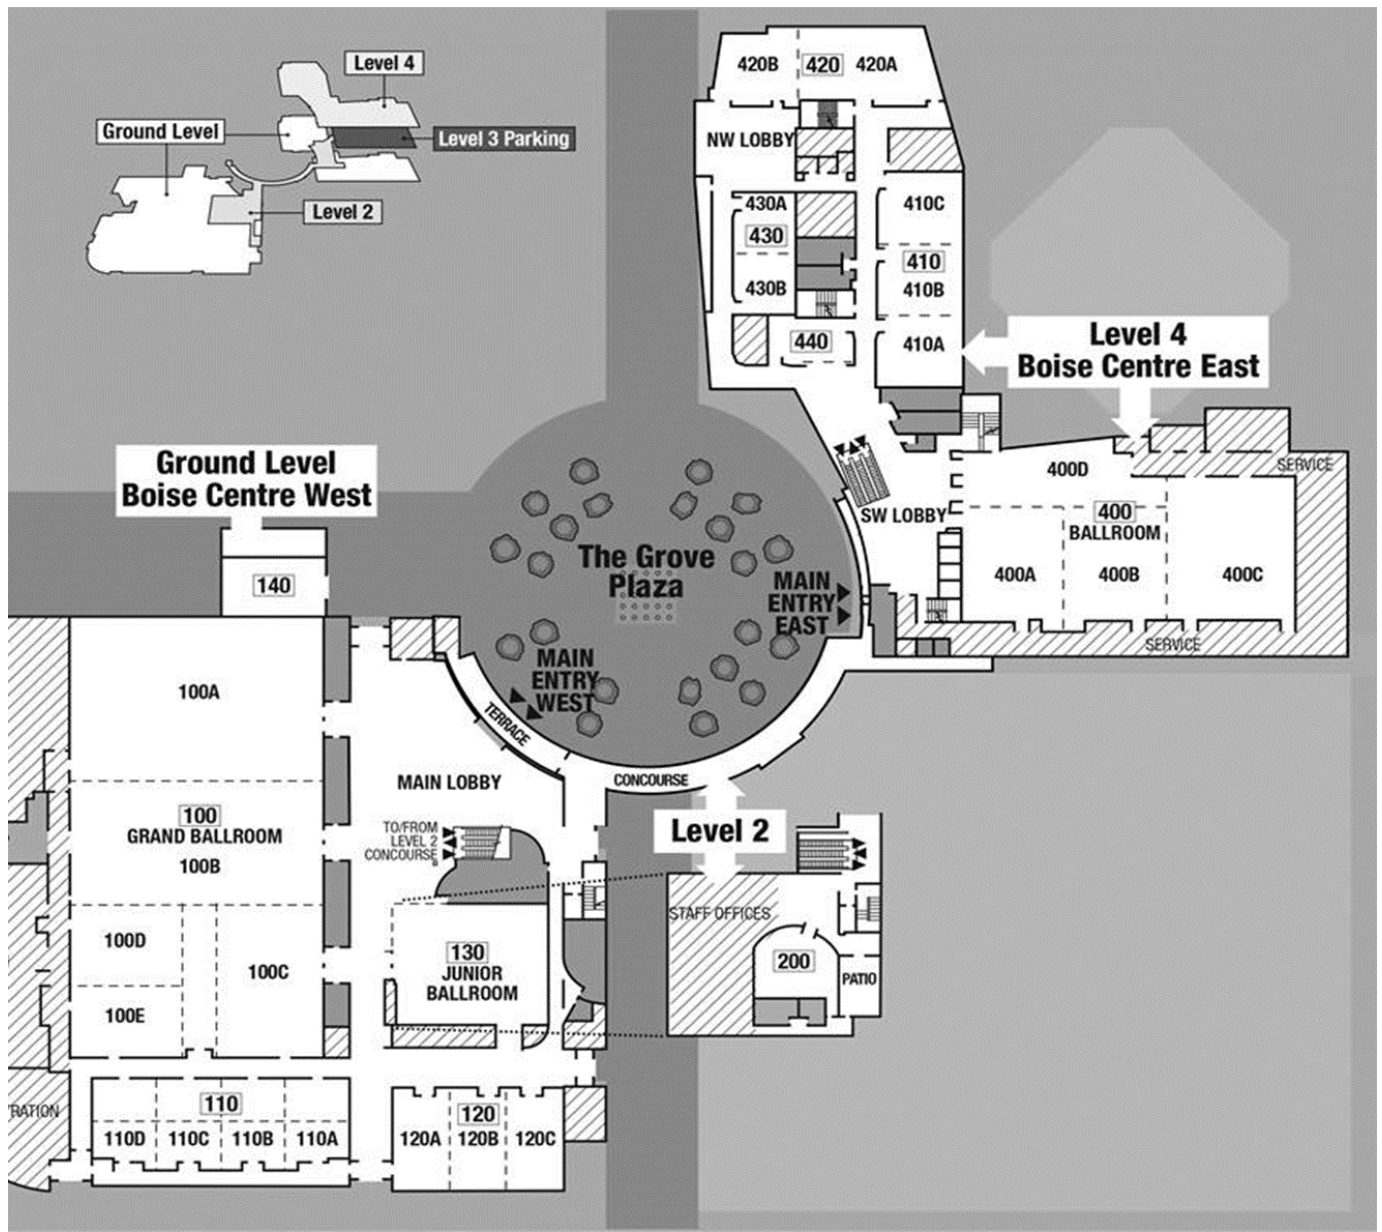 Level 4
Ground Level
Level 3 Parking
Level 2
420B
420
420A
NW LOBBY
430A
430
430B
440
410C
410
410B
410A
Level 4
Boise Centre East
Ground Level
Boise Centre West
SERVICE
400D
400
BALLROOM
SW LOBBY
400A
400B
400C
SERVICE
The Grove
Plaza
MAIN
ENTRY
EAST
MAIN
ENTRY
WEST
TERRACE
CONCOURSE
140
100A
MAIN LOBBY
100
GRAND BALLROOM
100B
TO/FROM
LEVEL 2
CONCOURSE
Level 2
STAFF OFFICES
200
PATIO
100D
100C
100E
130
JUNIOR
BALLROOM
110
110D
110C
110B
110A
120
120A
120B
120C